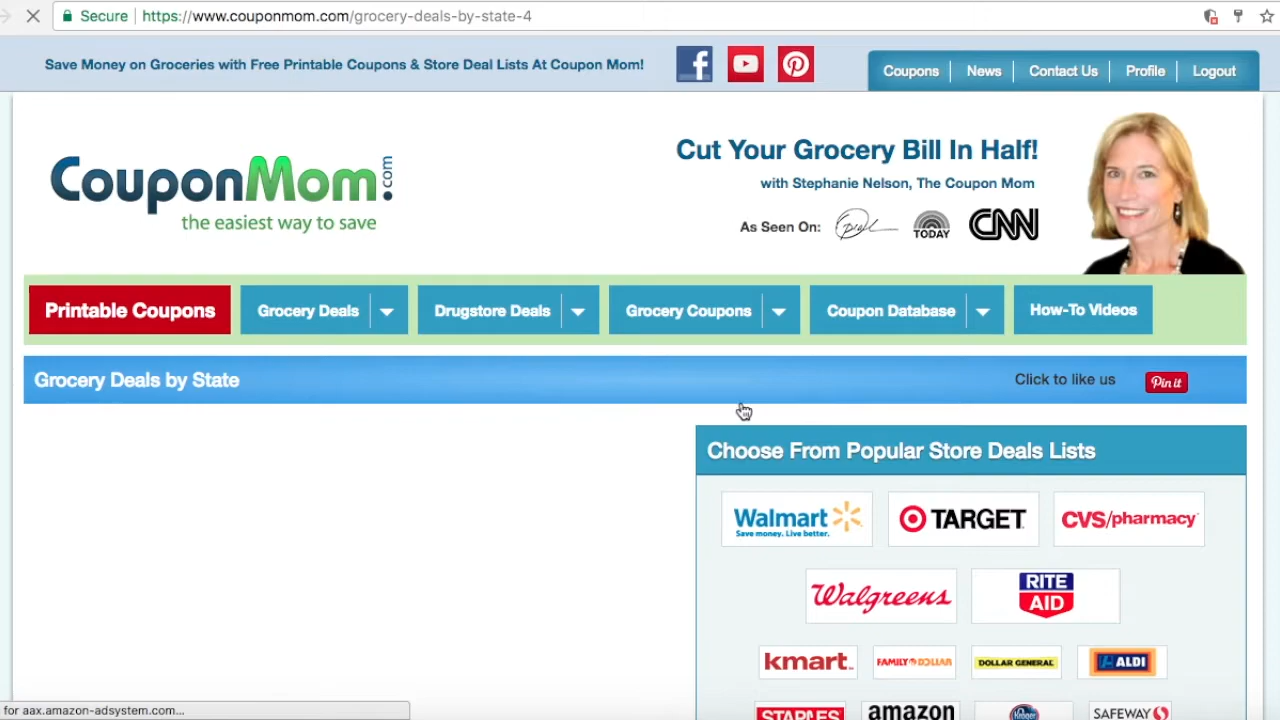 Secure
https://www.couponmom.com/grocery-deals-by-state-4
Save Money on Groceries with Free Printable Coupons & Store Deal Lists At Coupon Mom!
Coupons
News
Contact Us
Profile
Logout
CouponMom.com
the easiest way to save
Cut Your Grocery Bill In Half!
with Stephanie Nelson, The Coupon Mom
As Seen On:
TODAY
CNN
Printable Coupons
Grocery Deals
Drugstore Deals
Grocery Coupons
Coupon Database
How-To Videos
Grocery Deals by State
Click to like us
Pin it
Choose From Popular Store Deals Lists
Walmart
Save money. Live better.
TARGET
CVS/pharmacy
Walgreens
RITE
AID
kmart
FAMILY DOLLAR
DOLLAR GENERAL
ALDI
STAPLES
amazon
Kroger
SAFEWAY
for aax.amazon-adsystem.com...